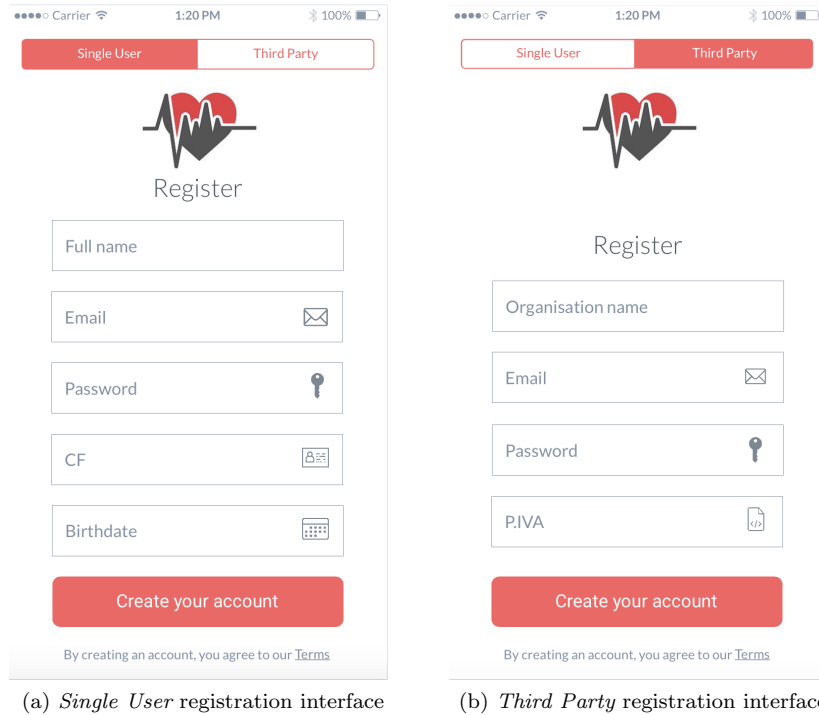 Carrier 1:20 PM 100%
Single User Third Party
Register
Full name
Email
Password
CF
Birthdate
Create your account
By creating an account, you agree to our Terms
(a) Single User registration interface
Carrier 1:20 PM 100%
Single User Third Party
Register
Organisation name
Email
Password
P.IVA
</>
Create your account
By creating an account, you agree to our Terms
(b) Third Party registration interface